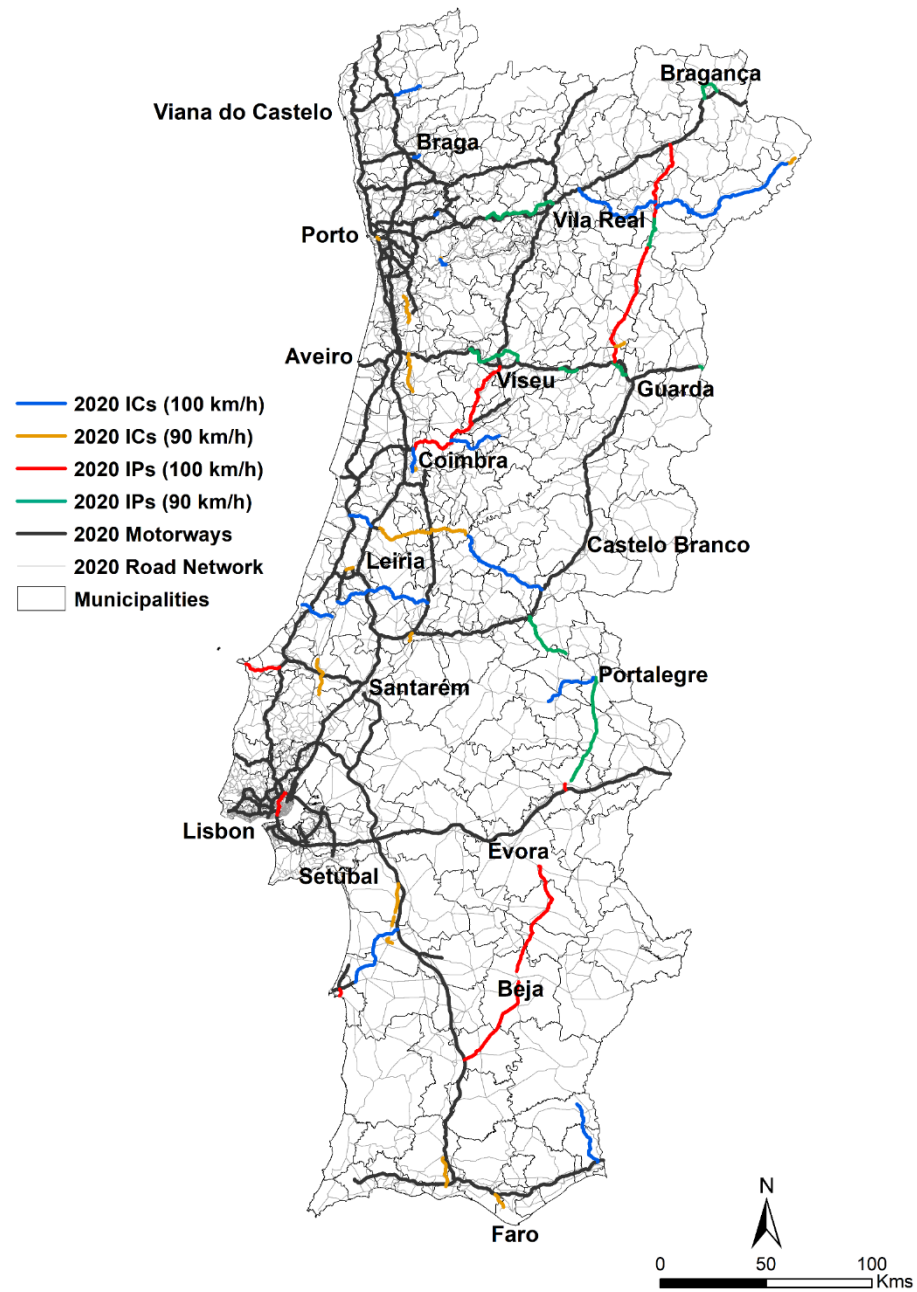 Bragança
Viana do Castelo
Braga
Vila Real
Porto
Aveiro
Viseu
Guarda
2020 ICs (100 km/h)
2020 ICs (90 km/h)
2020 IPs (100 km/h)
2020 IPs (90 km/h)
2020 Motorways
2020 Road Network
Municipalities
Coimbra
Castelo Branco
Leiria
Portalegre
Santarém
Lisbon
Évora
Setúbal
Beja
Faro
N
0 50 100
Kms